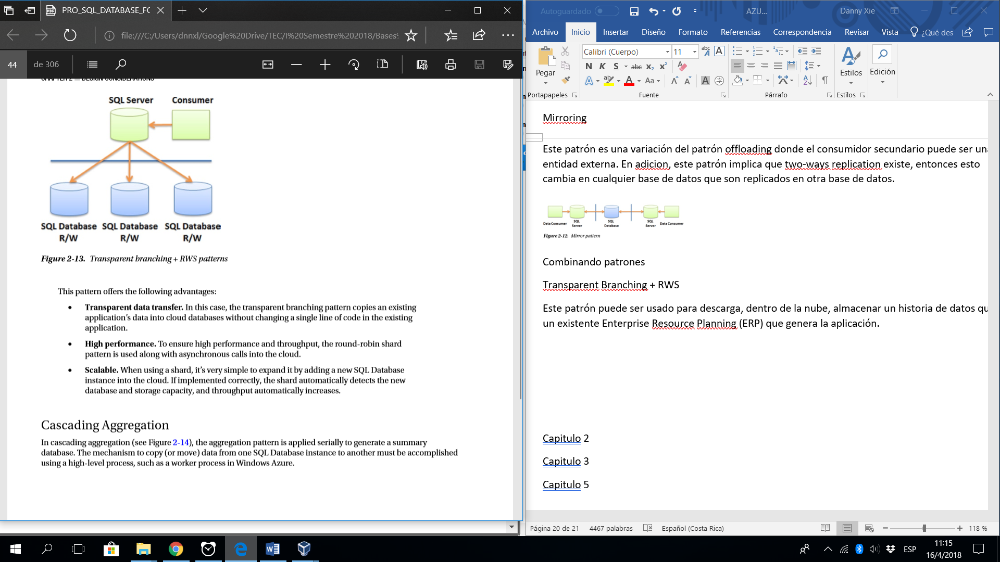 PRO_SQL_DATABASE_FC
file:///C:/Users/dnnxl/Google%20Drive/TEC/I%20Semestre%202018/Bases%
44 de 306
CHAPTER 2 DESIGN CONSIDERATIONS
SQL Server Consumer
SQL Database SQL Database SQL Database
R/W R/W R/W
Figure 2-13. Transparent branching + RWS patterns
This pattern offers the following advantages:
• Transparent data transfer. In this case, the transparent branching pattern copies an existing
application's data into cloud databases without changing a single line of code in the existing
application.
• High performance. To ensure high performance and throughput, the round-robin shard
pattern is used along with asynchronous calls into the cloud.
• Scalable. When using a shard, it's very simple to expand it by adding a new SQL Database
instance into the cloud. If implemented correctly, the shard automatically detects the new
database and storage capacity, and throughput automatically increases.
Cascading Aggregation
In cascading aggregation (see Figure 2-14), the aggregation pattern is applied serially to generate a summary
database. The mechanism to copy (or move) data from one SQL Database instance to another must be accomplished
using a high-level process, such as a worker process in Windows Azure.
Autoguardado AZU... Danny Xie
Archivo Inicio Insertar Diseño Formato Referencias Correspondencia Revisar Vista ¿Qué des
Calibri (Cuerpo) 11
N K S abc x₂ x²
Aa
Pegar Estilos Edición
Portapapeles Fuente Párrafo Estilos
Mirroring
Este patrón es una variación del patrón offloading donde el consumidor secundario puede ser una
entidad externa. En adicion, este patrón implica que two-ways replication existe, entonces esto
cambia en cualquier base de datos que son replicados en otra base de datos.
Data Consumer SQL Server SQL Database SQL Server Data Consumer
Figure 2-12. Mirror pattern
Combinando patrones
Transparent Branching + RWS
Este patrón puede ser usado para descarga, dentro de la nube, almacenar un historia de datos qu
un existente Enterprise Resource Planning (ERP) que genera la aplicación.
Capitulo 2
Capitulo 3
Capitulo 5
Página 20 de 21 4467 palabras Español (Costa Rica) 118 %
ESP 11:15
16/4/2018